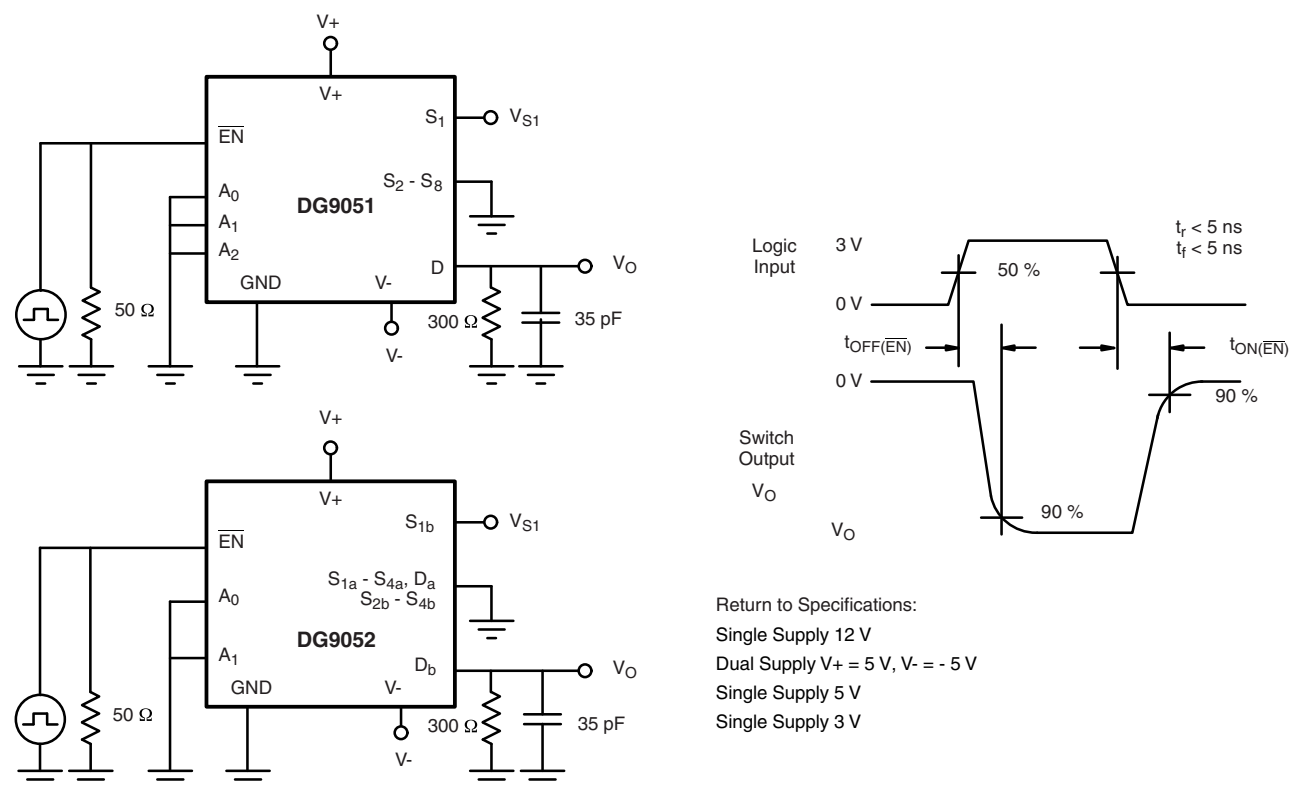 V+
V+
S1
VS1
EN
S2 - S8
A0
DG9051
A1
A2
D
VO
GND
V-
50 Ω
300 Ω
35 pF
V-
V+
V+
S1b
VS1
EN
S1a - S4a, Da
S2b - S4b
A0
DG9052
A1
Db
VO
GND
V-
50 Ω
300 Ω
35 pF
V-
Logic
Input
3 V
tr < 5 ns
tf < 5 ns
50 %
0 V
tOFF(EN)
tON(EN)
0 V
90 %
Switch
Output
VO
90 %
VO
Return to Specifications:
Single Supply 12 V
Dual Supply V+ = 5 V, V- = - 5 V
Single Supply 5 V
Single Supply 3 V